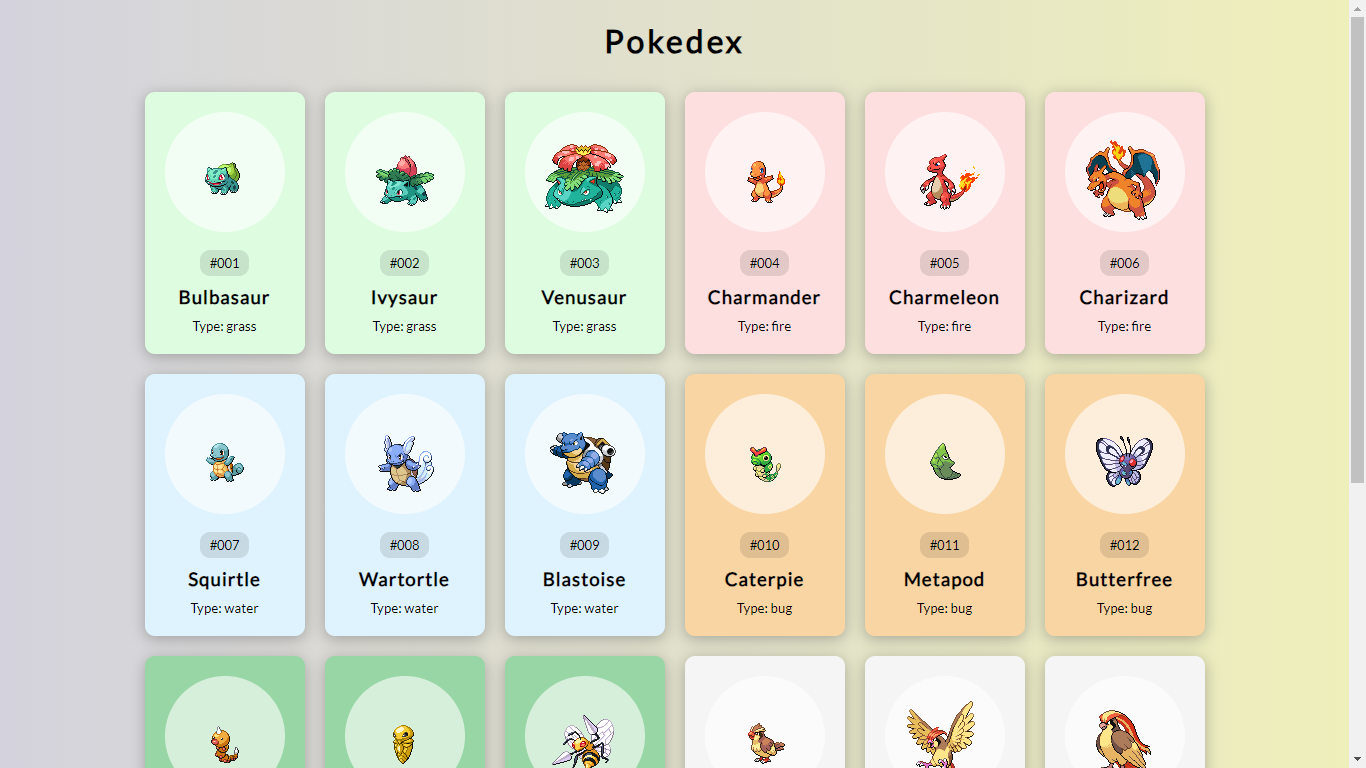 Pokedex
#001
Bulbasaur
Type: grass
#002
Ivysaur
Type: grass
#003
Venusaur
Type: grass
#004
Charmander
Type: fire
#005
Charmeleon
Type: fire
#006
Charizard
Type: fire
#007
Squirtle
Type: water
#008
Wartortle
Type: water
#009
Blastoise
Type: water
#010
Caterpie
Type: bug
#011
Metapod
Type: bug
#012
Butterfree
Type: bug